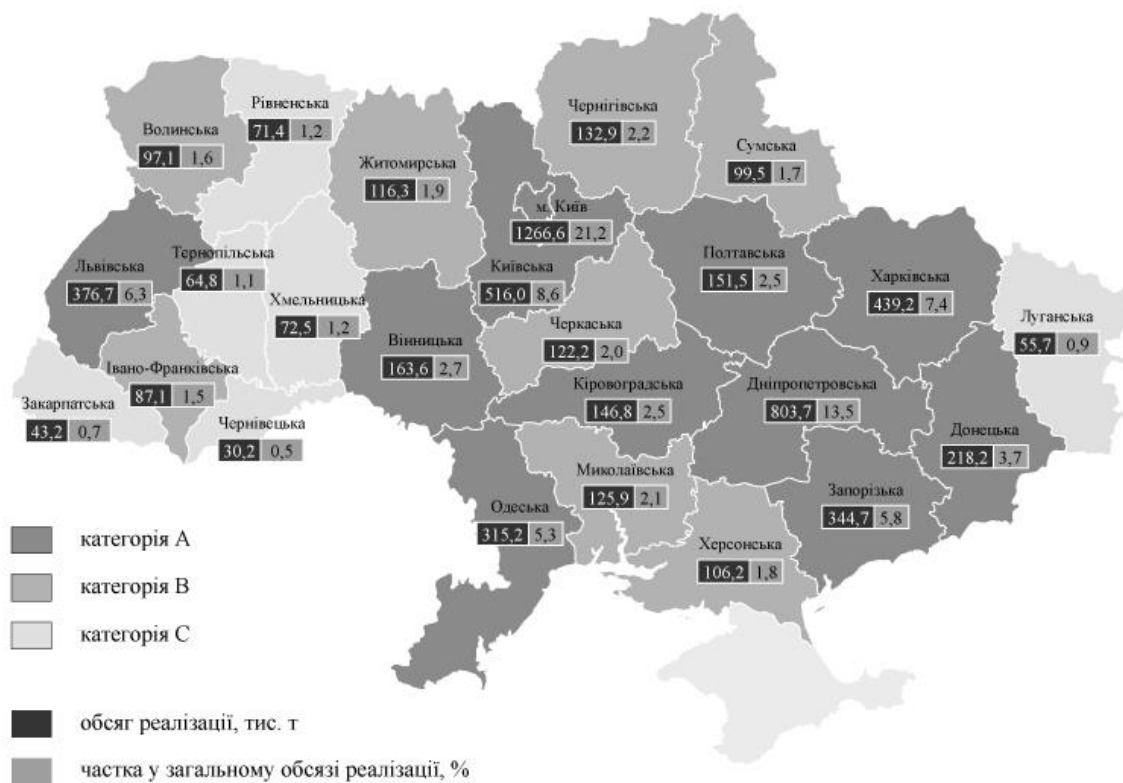 Рівненська
71,4 1,2
Волинська
97,1 1,6
Чернігівська
132,9 2,2
Сумська
99,5 1,7
Житомирська
116,3 1,9
м. Київ
1266,6 21,2
Львівська
376,7 6,3
Тернопільська
64,8 1,1
Київська
516,0 8,6
Полтавська
151,5 2,5
Харківська
439,2 7,4
Хмельницька
72,5 1,2
Луганська
55,7 0,9
Вінницька
163,6 2,7
Черкаська
122,2 2,0
Івано-Франківська
87,1 1,5
Кіровоградська
146,8 2,5
Дніпропетровська
803,7 13,5
Закарпатська
43,2 0,7
Чернівецька
30,2 0,5
Донецька
218,2 3,7
Миколаївська
125,9 2,1
Запорізька
344,7 5,8
Одеська
315,2 5,3
Херсонська
106,2 1,8
категорія А
категорія В
категорія С
обсяг реалізації, тис. т
частка у загальному обсязі реалізації, %